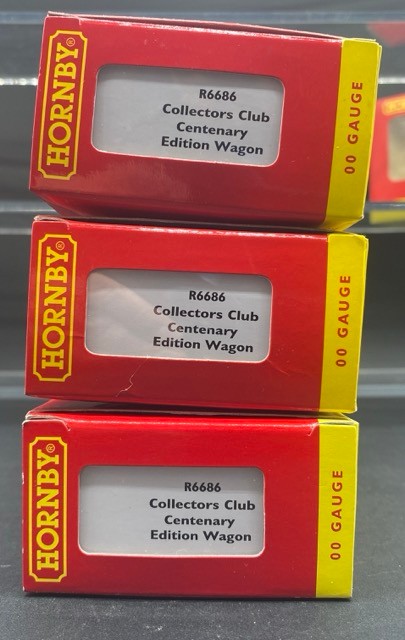 HORNBY®
R6686
Collectors Club
Centenary
Edition Wagon
00 GAUGE
HORNBY®
R6686
Collectors Club
Centenary
Edition Wagon
00 GAUGE
HORNBY®
R6686
Collectors Club
Centenary
Edition Wagon
00 GAUGE